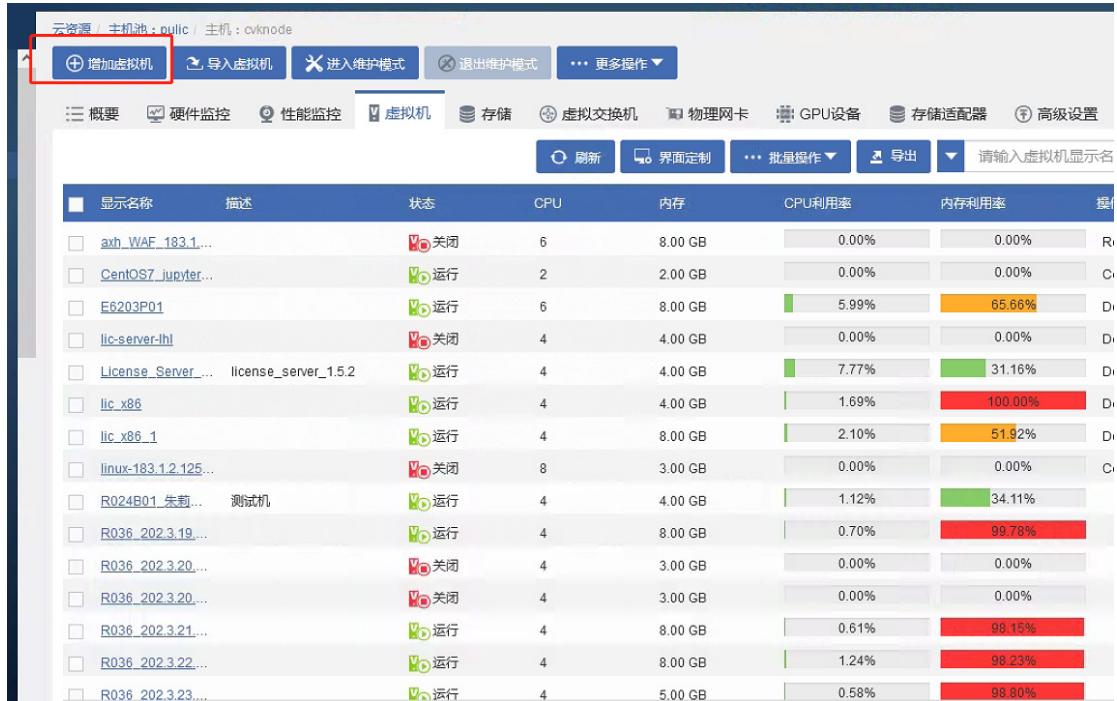 云资源 / 主机池：pulic / 主机：cvknode
增加虚拟机 导入虚拟机 进入维护模式 退出维护模式 ··· 更多操作
概要 硬件监控 性能监控 虚拟机 存储 虚拟交换机 物理网卡 GPU设备 存储适配器 高级设置
刷新 界面定制 ··· 批量操作 导出 请输入虚拟机显示名
显示名称 描述 状态 CPU 内存 CPU利用率 内存利用率 操
axh_WAF_183.1.... 关闭 6 8.00 GB 0.00% 0.00% R
CentOS7_jupyter... 运行 2 2.00 GB 0.00% 0.00% C
E6203P01 运行 6 8.00 GB 5.99% 65.66% D
lic-server-lhl 关闭 4 4.00 GB 0.00% 0.00% D
License_Server_... license_server_1.5.2 运行 4 4.00 GB 7.77% 31.16% D
lic_x86 运行 4 4.00 GB 1.69% 100.00% D
lic_x86_1 运行 4 8.00 GB 2.10% 51.92% D
linux-183.1.2.125... 关闭 8 3.00 GB 0.00% 0.00% C
R024B01_朱莉... 测试机 运行 4 4.00 GB 1.12% 34.11%
R036_202.3.19.... 运行 4 8.00 GB 0.70% 99.78%
R036_202.3.20.... 关闭 4 3.00 GB 0.00% 0.00%
R036_202.3.20.... 关闭 4 3.00 GB 0.00% 0.00%
R036_202.3.21.... 运行 4 8.00 GB 0.61% 98.15%
R036_202.3.22.... 运行 4 8.00 GB 1.24% 98.23%
R036_202.3.23.... 运行 4 5.00 GB 0.58% 98.80%